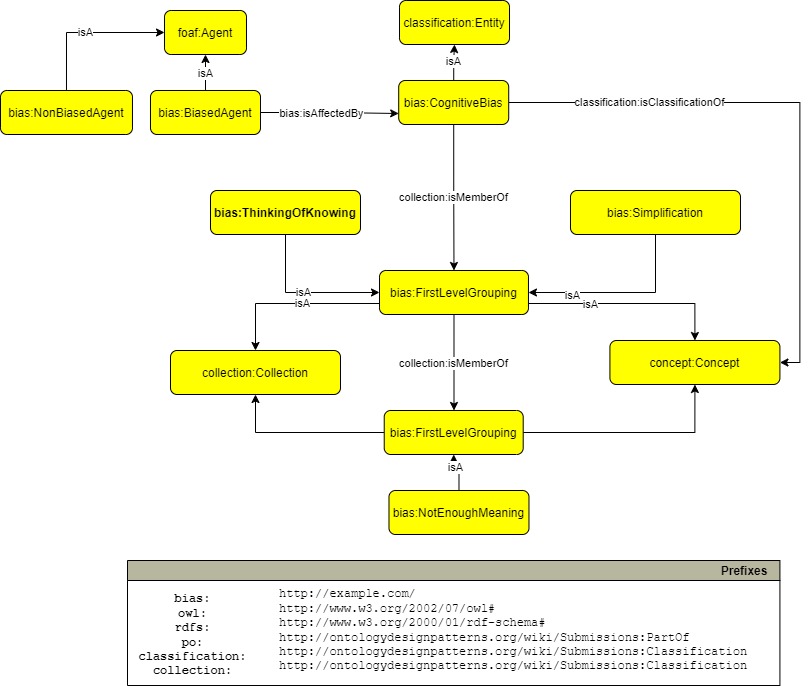 classification:Entity
isA
foaf:Agent
isA
isA
bias:NonBiasedAgent
bias:BiasedAgent
bias:isAffectedBy
bias:CognitiveBias
classification:isClassificationOf
collection:isMemberOf
bias:ThinkingOfKnowing
bias:Simplification
isA
bias:FirstLevelGrouping
isA
isA
isA
collection:Collection
collection:isMemberOf
concept:Concept
bias:FirstLevelGrouping
isA
bias:NotEnoughMeaning
Prefixes
bias: http://example.com/
owl: http://www.w3.org/2002/07/owl#
rdfs: http://www.w3.org/2000/01/rdf-schema#
po: http://ontologydesignpatterns.org/wiki/Submissions:PartOf
classification: http://ontologydesignpatterns.org/wiki/Submissions:Classification
collection: http://ontologydesignpatterns.org/wiki/Submissions:Classification